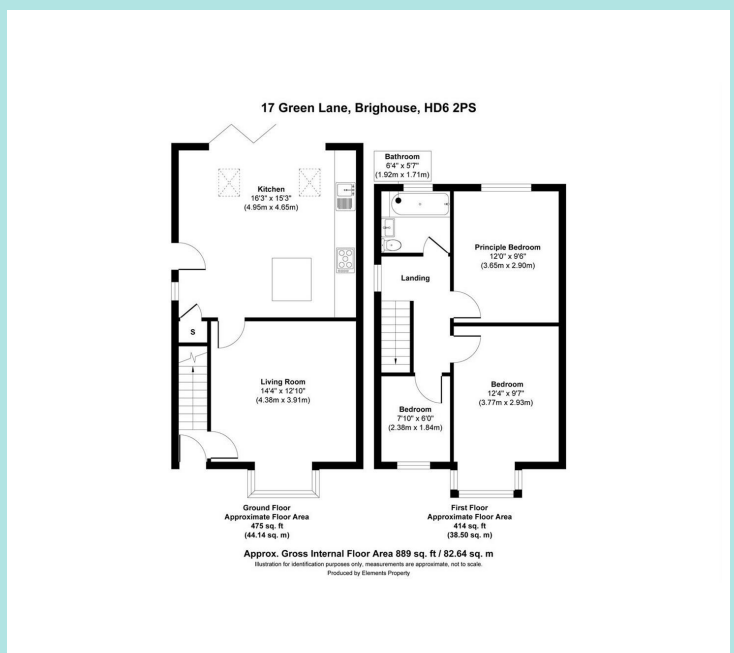 17 Green Lane, Brighouse, HD6 2PS
Kitchen
16'3" x 15'3"
(4.95m x 4.65m)
S
Living Room
14'4" x 12'10"
(4.38m x 3.91m)
Ground Floor
Approximate Floor Area
475 sq. ft
(44.14 sq. m)
Bathroom
6'4" x 5'7"
(1.92m x 1.71m)
Principle Bedroom
12'0" x 9'6"
(3.65m x 2.90m)
Landing
Bedroom
12'4" x 9'7"
(3.77m x 2.93m)
Bedroom
7'10" x 6'0"
(2.38m x 1.84m)
First Floor
Approximate Floor Area
414 sq. ft
(38.50 sq. m)
Approx. Gross Internal Floor Area 889 sq. ft / 82.64 sq. m
Illustration for identification purposes only, measurements are approximate, not to scale.
Produced by Elements Property